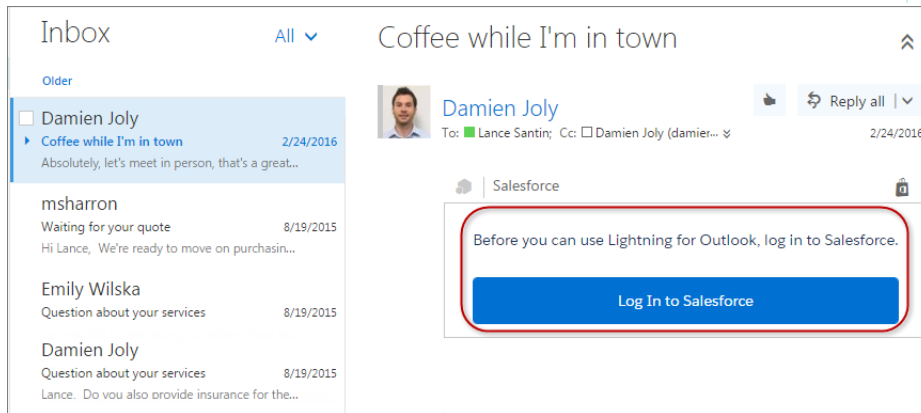 Inbox
All
Older
Damien Joly
Coffee while I'm in town 2/24/2016
Absolutely, let's meet in person, that's a great...
msharron
Waiting for your quote 8/19/2015
Hi Lance, We're ready to move on purchasin...
Emily Wilska
Question about your services 8/19/2015
Damien Joly
Question about your services 8/19/2015
Lance. Do you also provide insurance for the...
Coffee while I'm in town
Damien Joly
Reply all
To: Lance Santin; Cc: Damien Joly (damier...
2/24/2016
Salesforce
Before you can use Lightning for Outlook, log in to Salesforce.
Log In to Salesforce